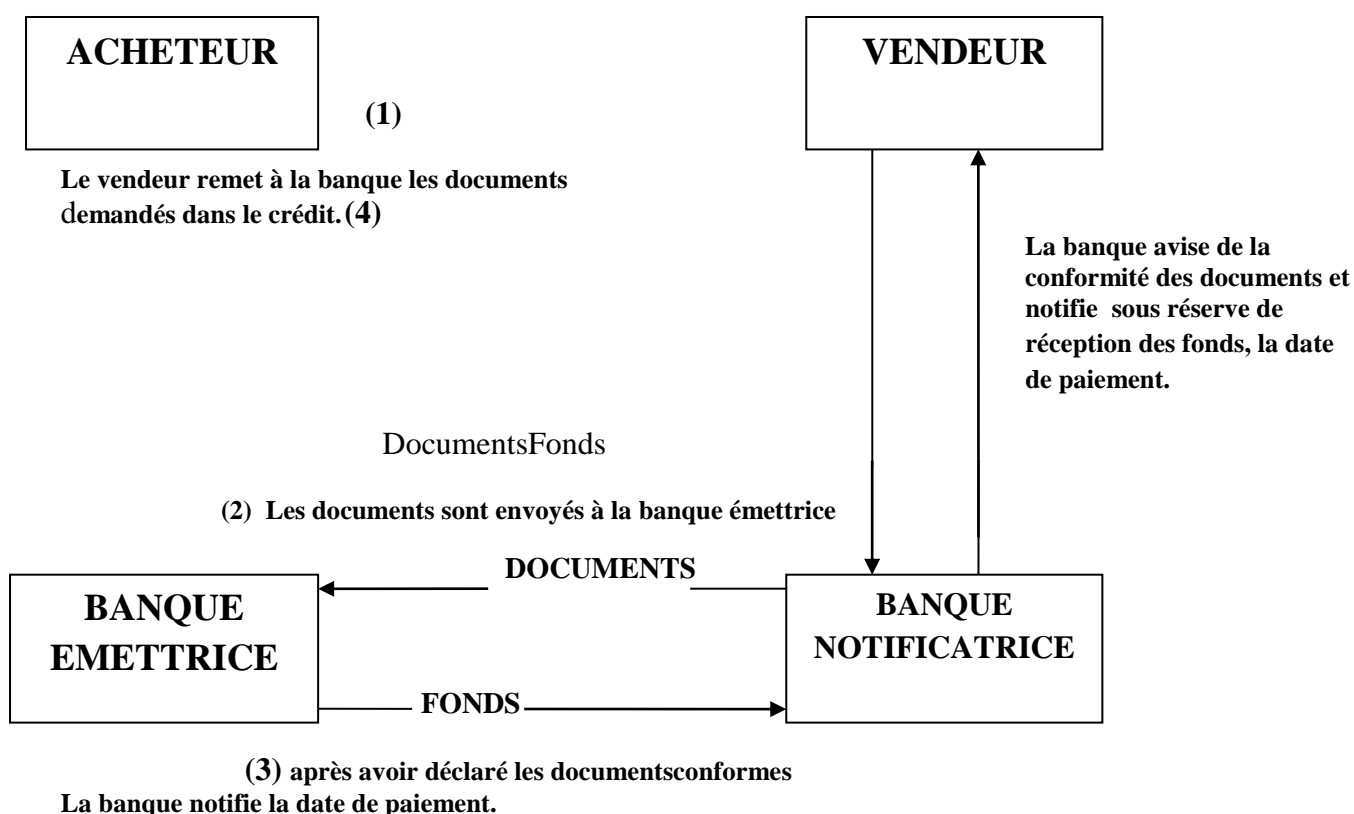 ACHETEUR
VENDEUR
(1)
Le vendeur remet à la banque les documents
demandés dans le crédit.(4)
La banque avise de la
conformité des documents et
notifie sous réserve de
réception des fonds, la date
de paiement.
DocumentsFonds
(2) Les documents sont envoyés à la banque émettrice
DOCUMENTS
BANQUE
EMETTRICE
BANQUE
NOTIFICATRICE
FONDS
(3) après avoir déclaré les documentsconformes
La banque notifie la date de paiement.